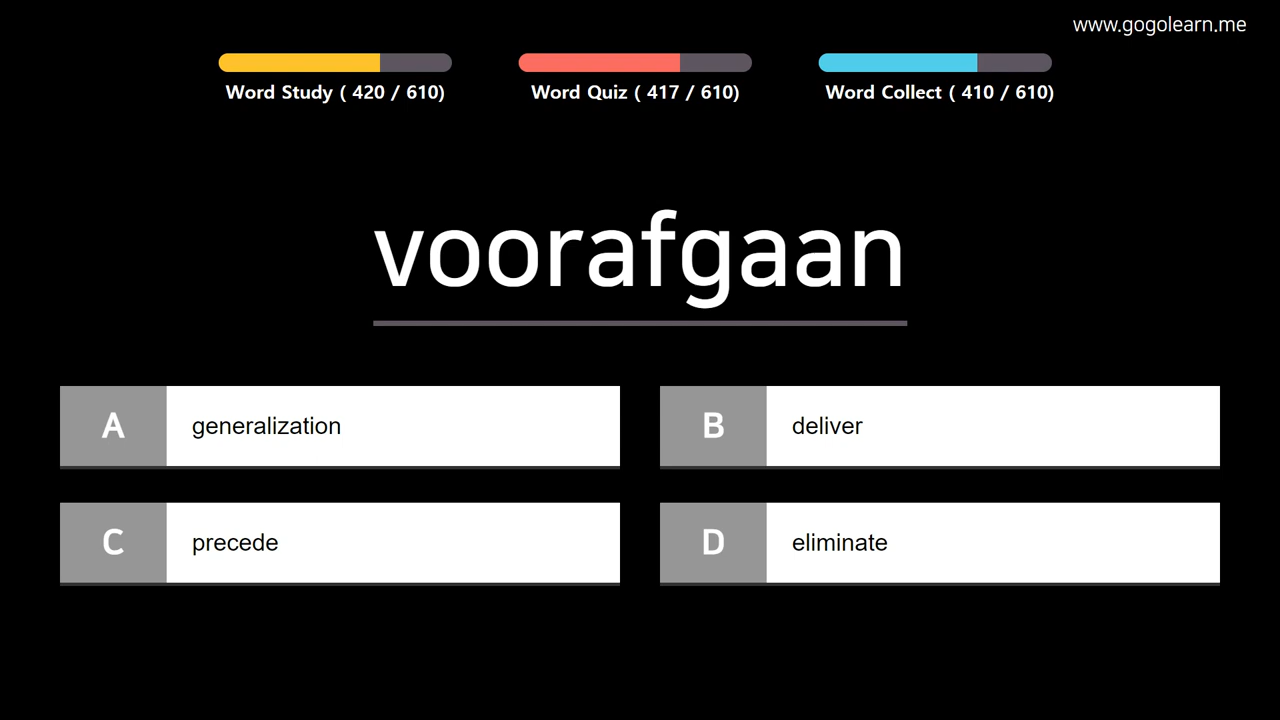 www.gogolearn.me
Word Study ( 420 / 610)
Word Quiz ( 417 / 610)
Word Collect ( 410 / 610)
voorafgaan
A generalization
B deliver
C precede
D eliminate